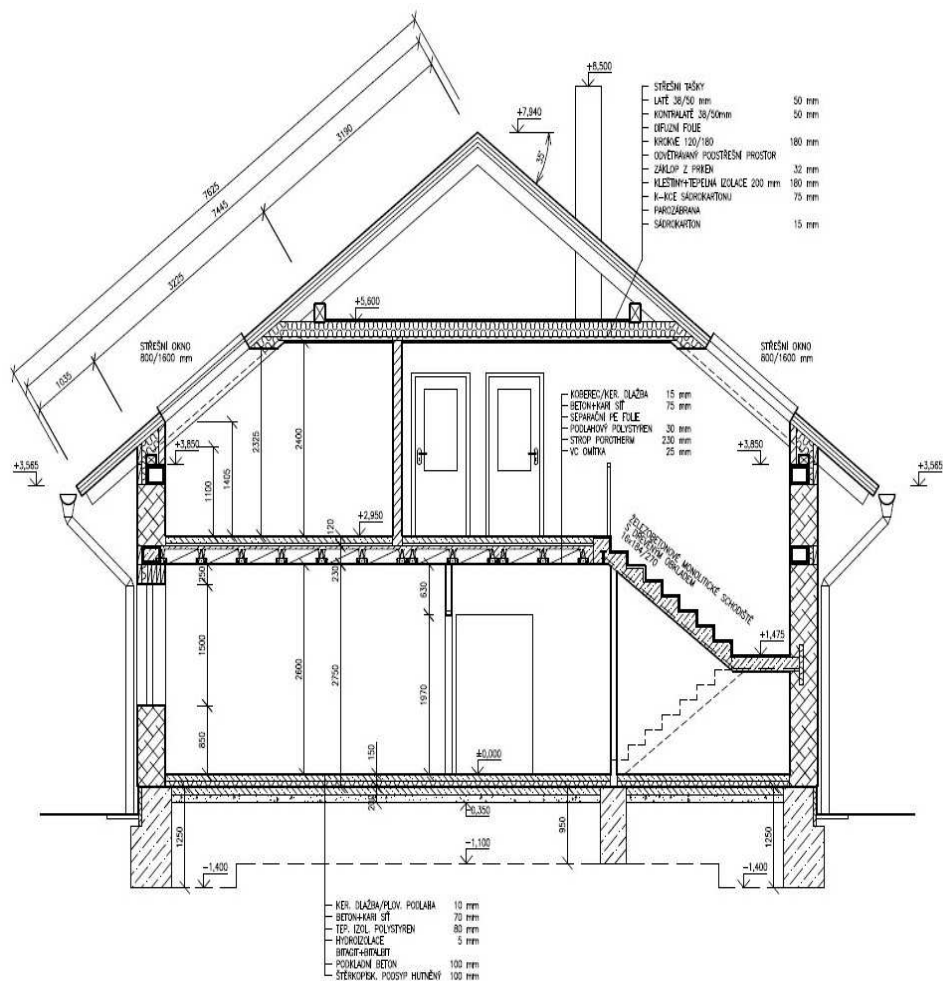 +8,500
+7,940
35°
7625
7445
3190
3225
1035
STŘEŠNÍ TAŠKY
LATĚ 38/50 mm 50 mm
KONTRALATĚ 38/50mm 50 mm
DIFUZNÍ FOLIE
KROKVE 120/180 180 mm
ODVĚTRÁVANÝ PODSTŘEŠNÍ PROSTOR
ZÁKLOP Z PRKEN 32 mm
KLEŠTINY+TEPELNÁ IZOLACE 200 mm 180 mm
K-KCE SÁDROKARTONU 75 mm
PAROZÁBRANA
SÁDROKARTON 15 mm
+5,600
STŘEŠNÍ OKNO
800/1600 mm
STŘEŠNÍ OKNO
800/1600 mm
KOBEREC/KER. DLAŽBA 15 mm
BETON+KARI SÍŤ 75 mm
SEPARAČNÍ PE FOLIE
PODLAHOVÝ POLYSTYREN 30 mm
STROP POROTHERM 230 mm
VC OMÍTKA 25 mm
+3,565
+3,850
1100
1405
2325
2400
+3,850
+3,565
+2,950
120
ŽELEZOBETONOVÉ MONOLITICKÉ SCHODIŠTĚ
S DŘEVĚNÝM OBKLADEM
16x184/270
250
230
630
+1,475
1500
2600
2750
1970
850
150
±0,000
200
-0,350
1250
950
1250
-1,100
-1,400
-1,400
KER. DLAŽBA/PLOV. PODLAHA 10 mm
BETON+KARI SÍŤ 70 mm
TEP. IZOL. POLYSTYREN 80 mm
HYDROIZOLACE 5 mm
BITAGIT+BITALBIT
PODKLADNÍ BETON 100 mm
ŠTĚRKOPÍSK. PODSYP HUTNĚNÝ 100 mm